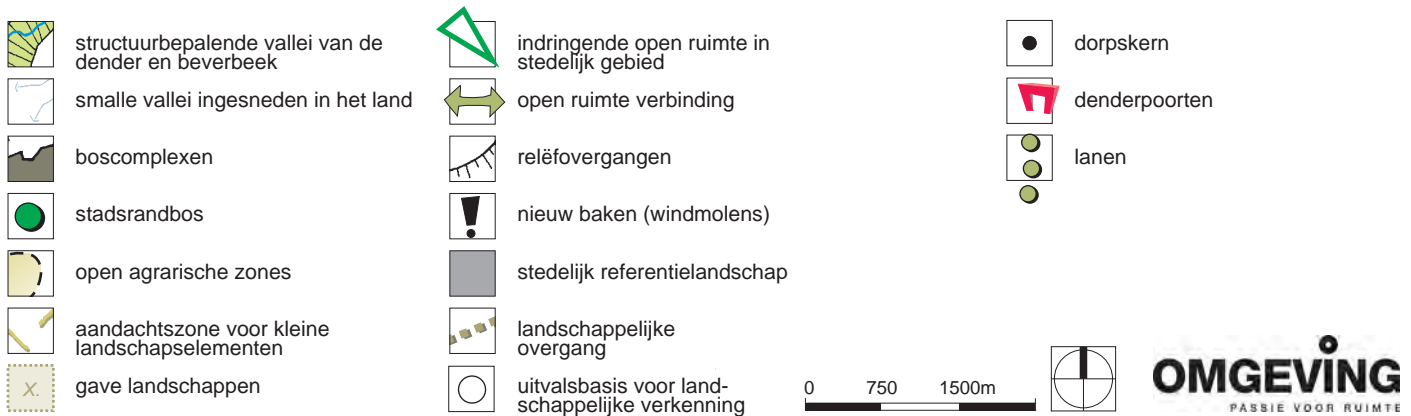 structuurbepalende vallei van de
dender en beverbeek
smalle vallei ingesneden in het land
boscomplexen
stadsrandbos
open agrarische zones
aandachtszone voor kleine
landschapselementen
X.
gave landschappen
indringende open ruimte in
stedelijk gebied
open ruimte verbinding
relëfovergangen
nieuw baken (windmolens)
stedelijk referentielandschap
landschappelijke
overgang
uitvalsbasis voor land-
schappelijke verkenning
dorpskern
denderpoorten
lanen
0 750 1500m
OMGEVING
PASSIE VOOR RUIMTE